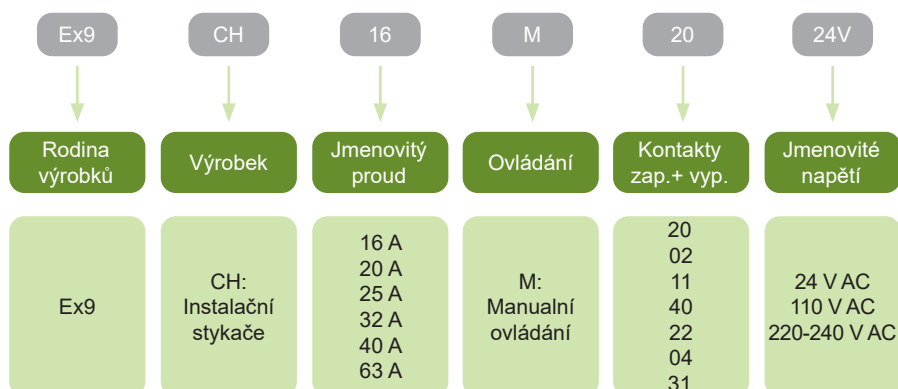 Ex9
CH
16
M
20
24V
Rodina
výrobků
Výrobek
Jmenovitý
proud
Ovládání
Kontakty
zap.+ vyp.
Jmenovité
napětí
Ex9
CH:
Instalační
stykače
16 A
20 A
25 A
32 A
40 A
63 A
M:
Manualní
ovládání
20
02
11
40
22
04
31
24 V AC
110 V AC
220-240 V AC